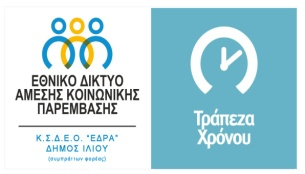 ΕΘΝΙΚΟ ΔΙΚΤΥΟ
ΑΜΕΣΗΣ ΚΟΙΝΩΝΙΚΗΣ
ΠΑΡΕΜΒΑΣΗΣ
Κ.Σ.Δ.Ε.Ο. "ΕΔΡΑ"
ΔΗΜΟΣ ΙΛΙΟΥ
(συμπράττων φορέας)
Τράπεζα
Χρόνου